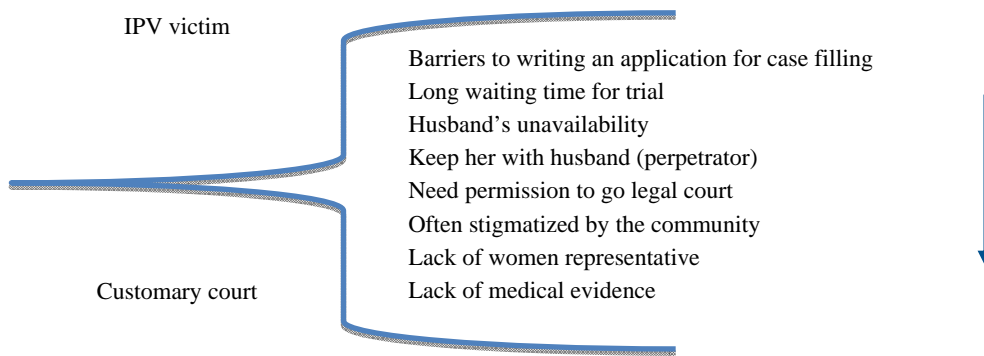 IPV victim
Barriers to writing an application for case filling
Long waiting time for trial
Husband’s unavailability
Keep her with husband (perpetrator)
Need permission to go legal court
Often stigmatized by the community
Lack of women representative
Customary court
Lack of medical evidence